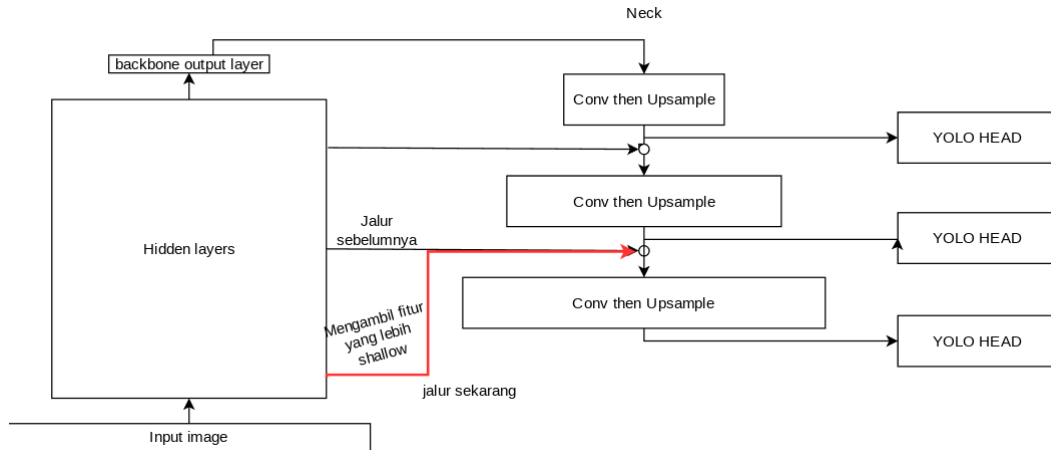 Neck
backbone output layer
Conv then Upsample
YOLO HEAD
Conv then Upsample
Jalur
sebelumnya
YOLO HEAD
Hidden layers
Conv then Upsample
Mengambil fitur
yang lebih
shallow
YOLO HEAD
jalur sekarang
Input image